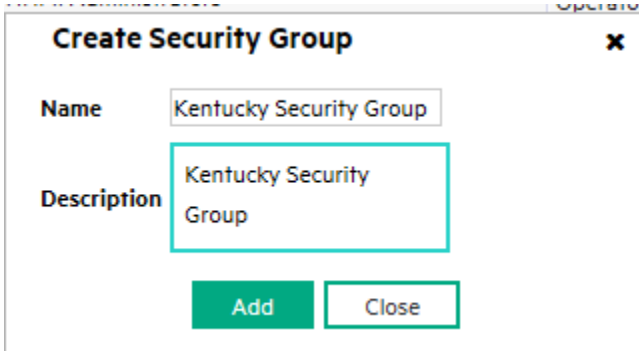 Create Security Group
Name
Kentucky Security Group
Description
Kentucky Security
Group
Add
Close